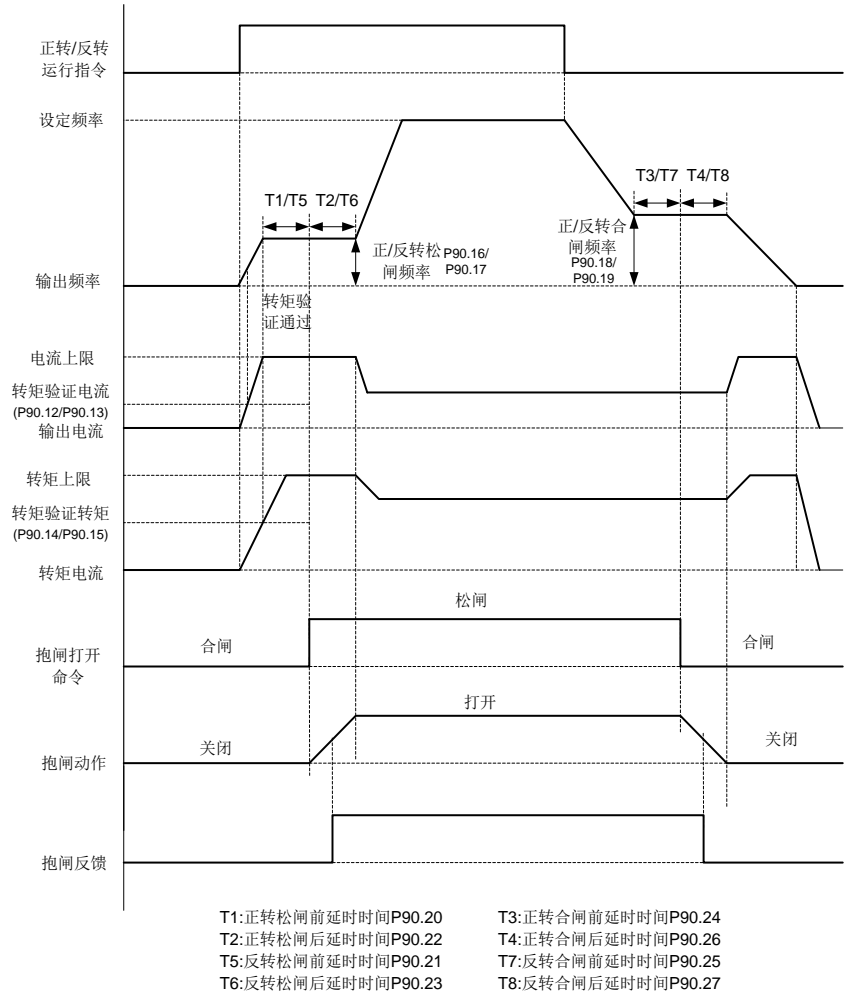 正转/反转
运行指令
设定频率
T1/T5 T2/T6
T3/T7 T4/T8
正/反转松
闸频率
P90.16/
P90.17
正/反转合
闸频率
P90.18/
P90.19
输出频率
转矩验
证通过
电流上限
转矩验证电流
(P90.12/P90.13)
输出电流
转矩上限
转矩验证转矩
(P90.14/P90.15)
转矩电流
松闸
合闸
合闸
抱闸打开
命令
打开
关闭
关闭
抱闸动作
抱闸反馈
T1:正转松闸前延时时间P90.20
T3:正转合闸前延时时间P90.24
T2:正转松闸后延时时间P90.22
T4:正转合闸后延时时间P90.26
T5:反转松闸前延时时间P90.21
T7:反转合闸前延时时间P90.25
T6:反转松闸后延时时间P90.23
T8:反转合闸后延时时间P90.27